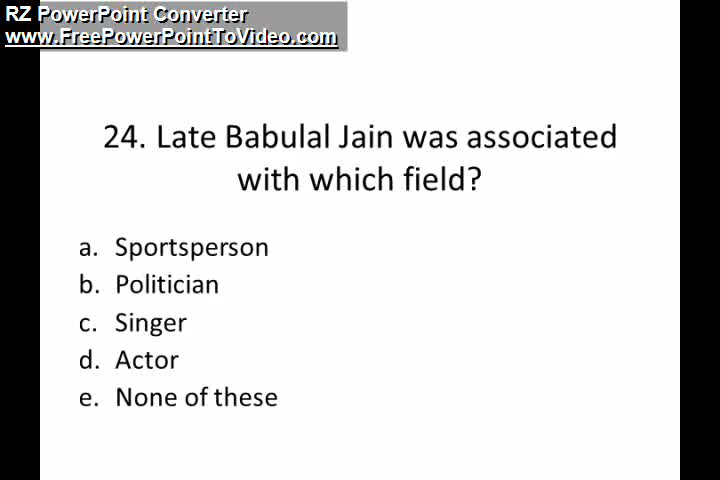 RZ PowerPoint Converter
www.FreePowerPointToVideo.com
24. Late Babulal Jain was associated
with which field?
a. Sportsperson
b. Politician
c. Singer
d. Actor
e. None of these